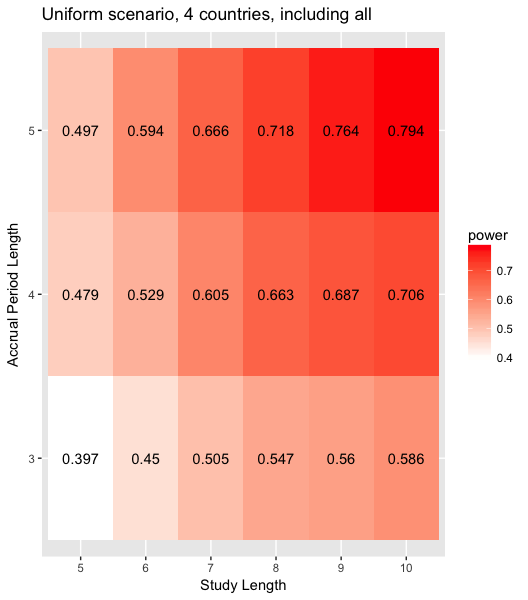 Uniform scenario, 4 countries, including all
5
0.497 0.594 0.666 0.718 0.764 0.794
4
0.479 0.529 0.605 0.663 0.687 0.706
3
0.397 0.45 0.505 0.547 0.56 0.586
5 6 7 8 9 10
Study Length
Accrual Period Length
power
0.7
0.6
0.5
0.4